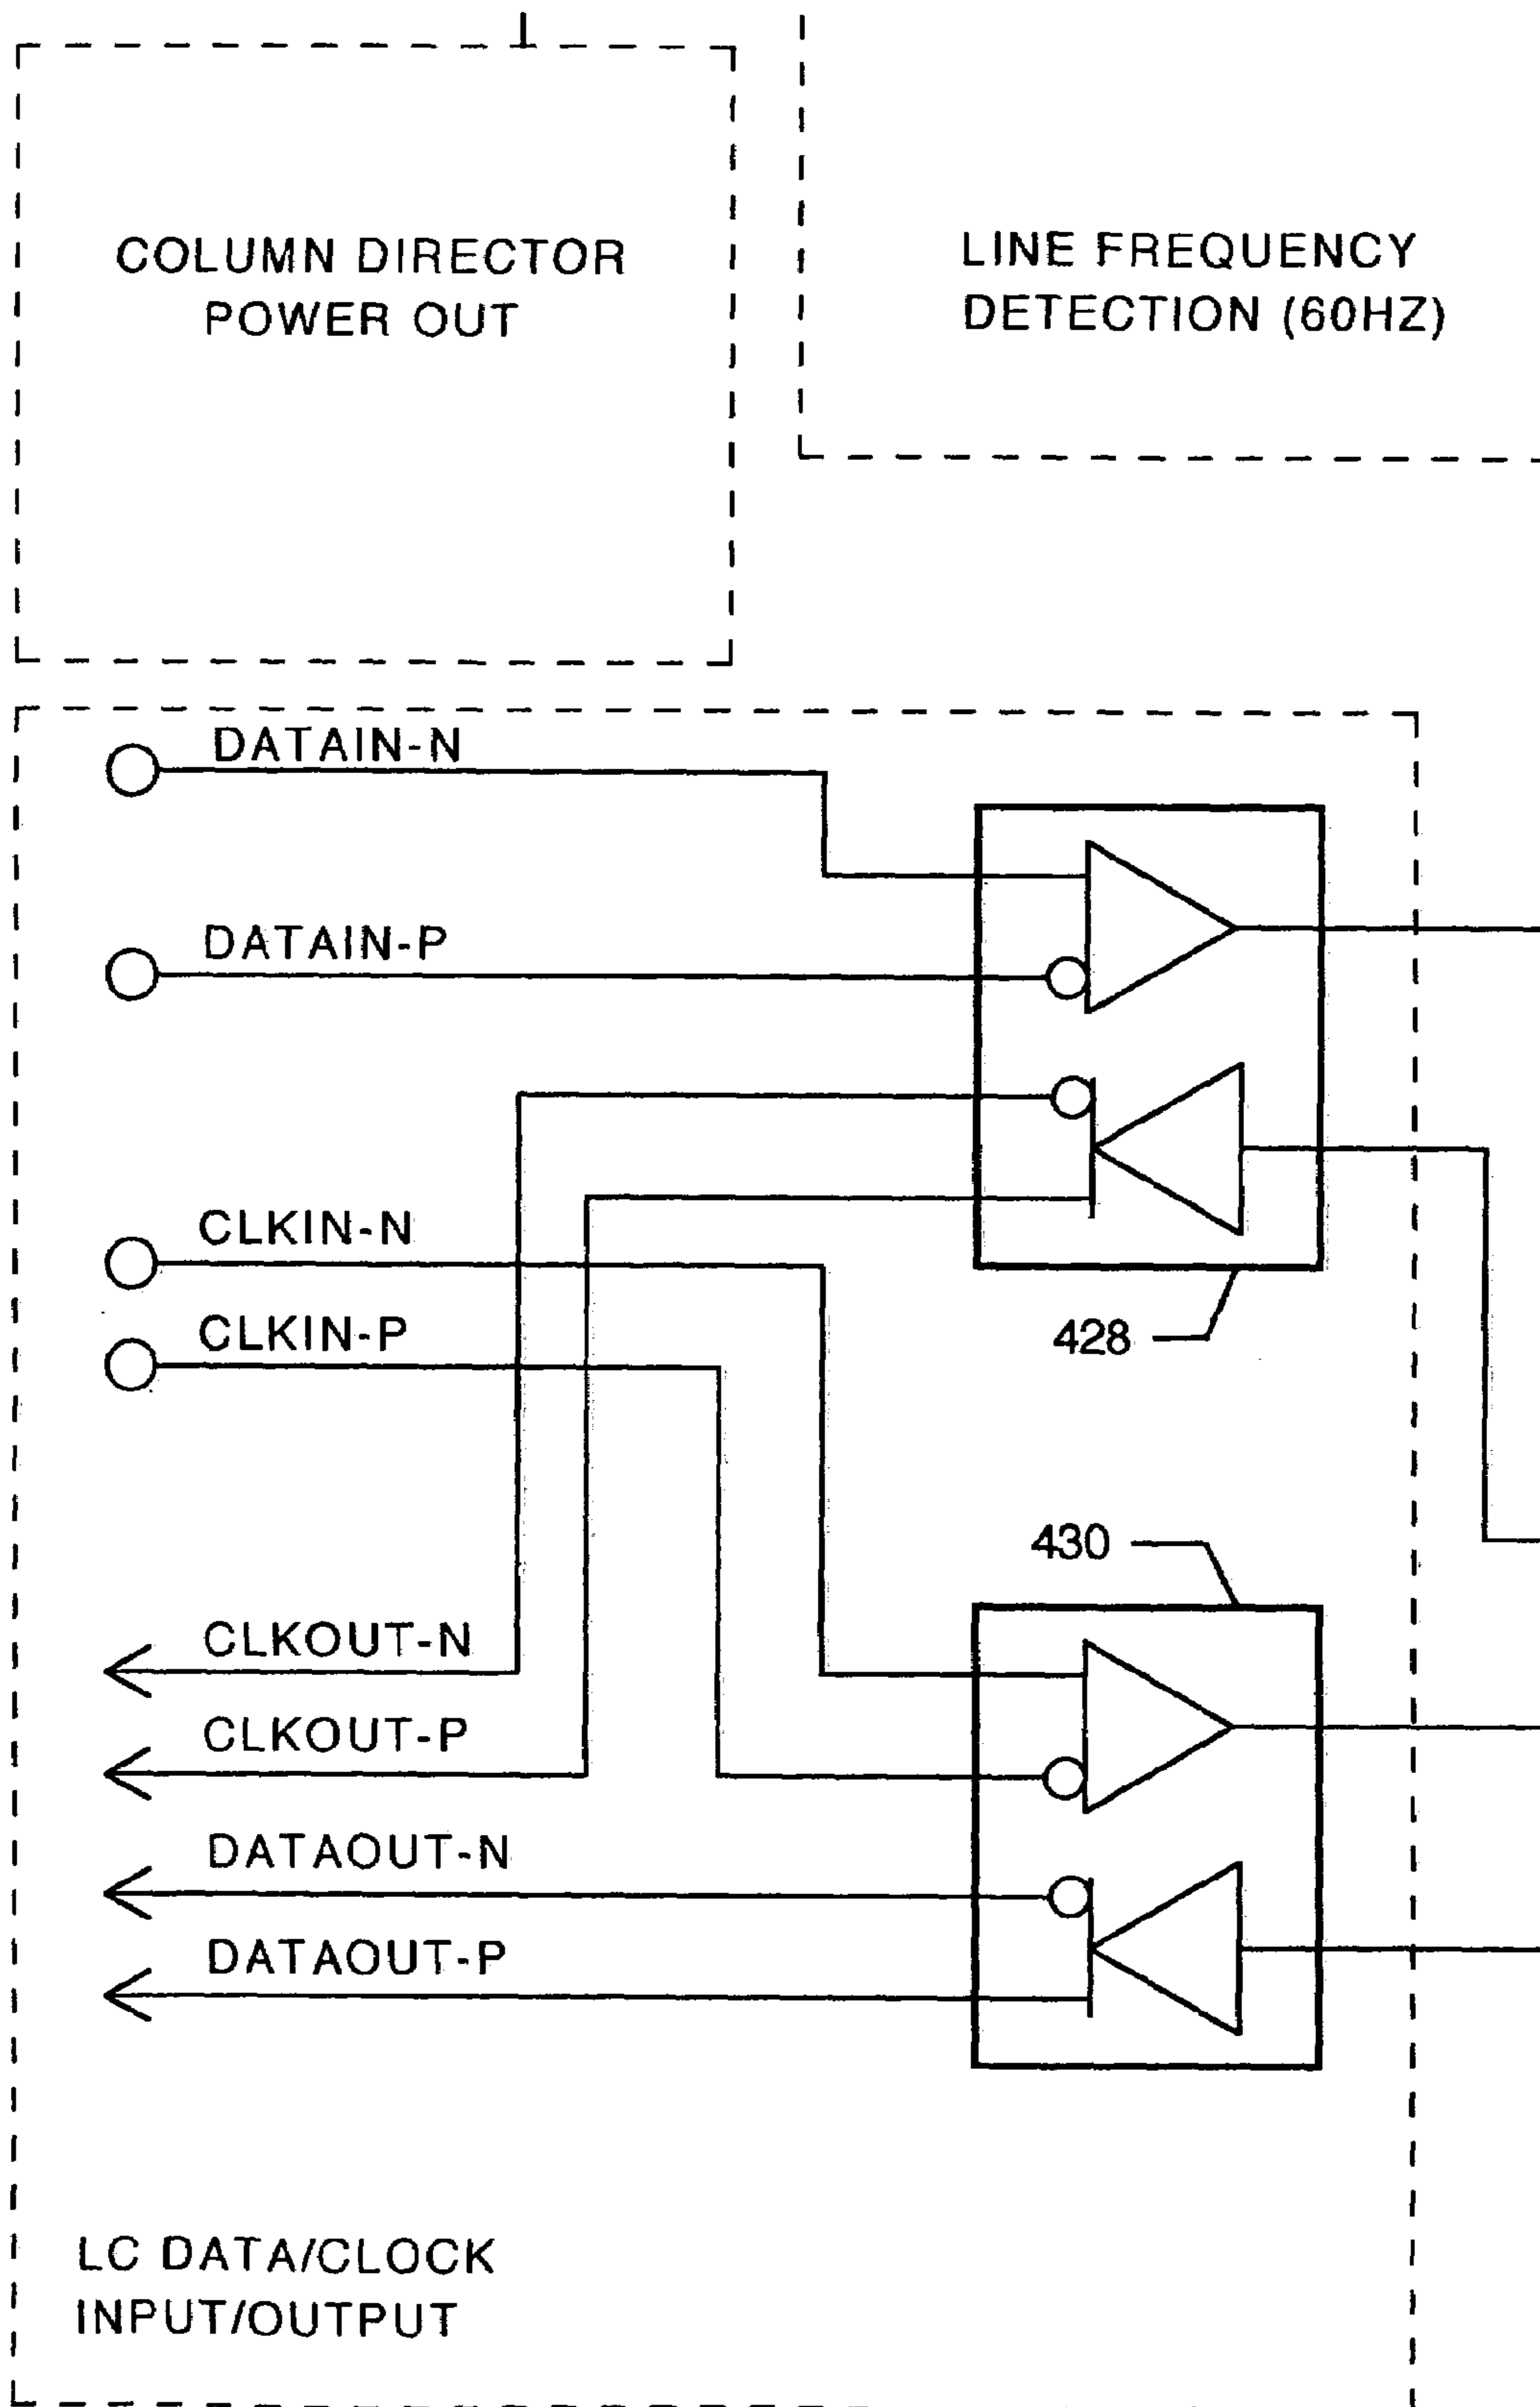 COLUMN DIRECTOR
POWER OUT
LINE FREQUENCY
DETECTION (60HZ)
DATAIN-N
DATAIN-P
CLKIN-N
CLKIN-P
428
430
CLKOUT-N
CLKOUT-P
DATAOUT-N
DATAOUT-P
LC DATA/CLOCK
INPUT/OUTPUT